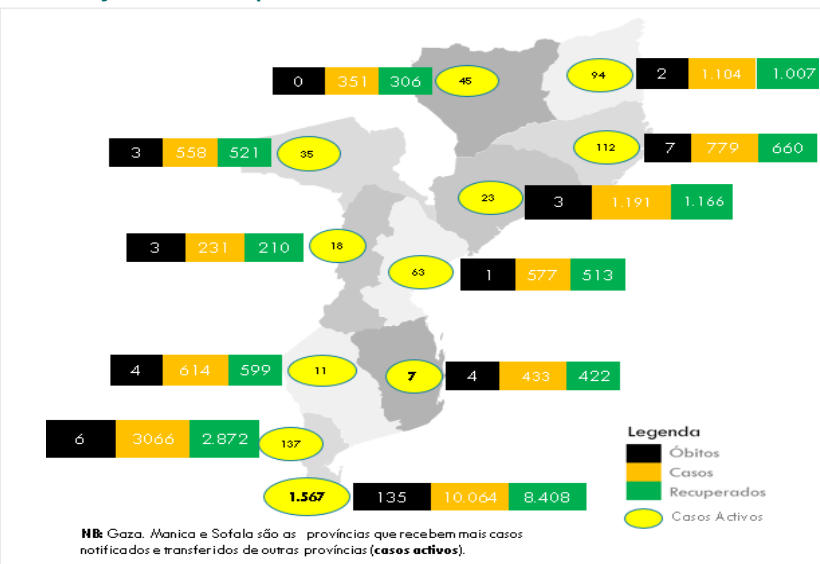 0 351 306 45
94 2 1.104 1.007
3 558 521 35
112 7 779 660
23 3 1.191 1.166
3 231 210 18
63 1 577 513
4 614 599 11
7 4 433 422
6 3066 2.872 137
1.567 135 10.064 8.408
Legenda
Óbitos
Casos
Recuperados
Casos Activos
NB: Gaza. Manica e Sofala são as províncias que recebem mais casos
notificados e transferidos de outras províncias (casos activos).